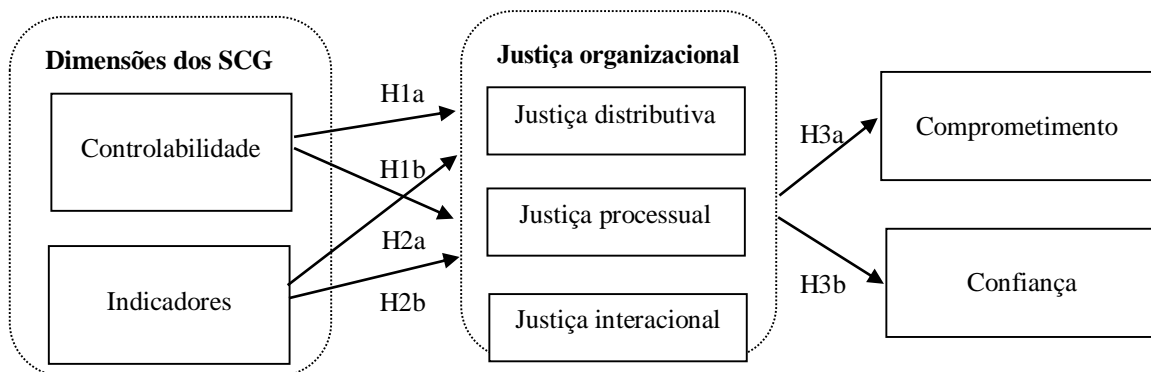 Dimensões dos SCG
Controlabilidade
Indicadores
H1a
H1b
H2a
H2b
Justiça organizacional
Justiça distributiva
Justiça processual
Justiça interacional
H3a
H3b
Comprometimento
Confiança